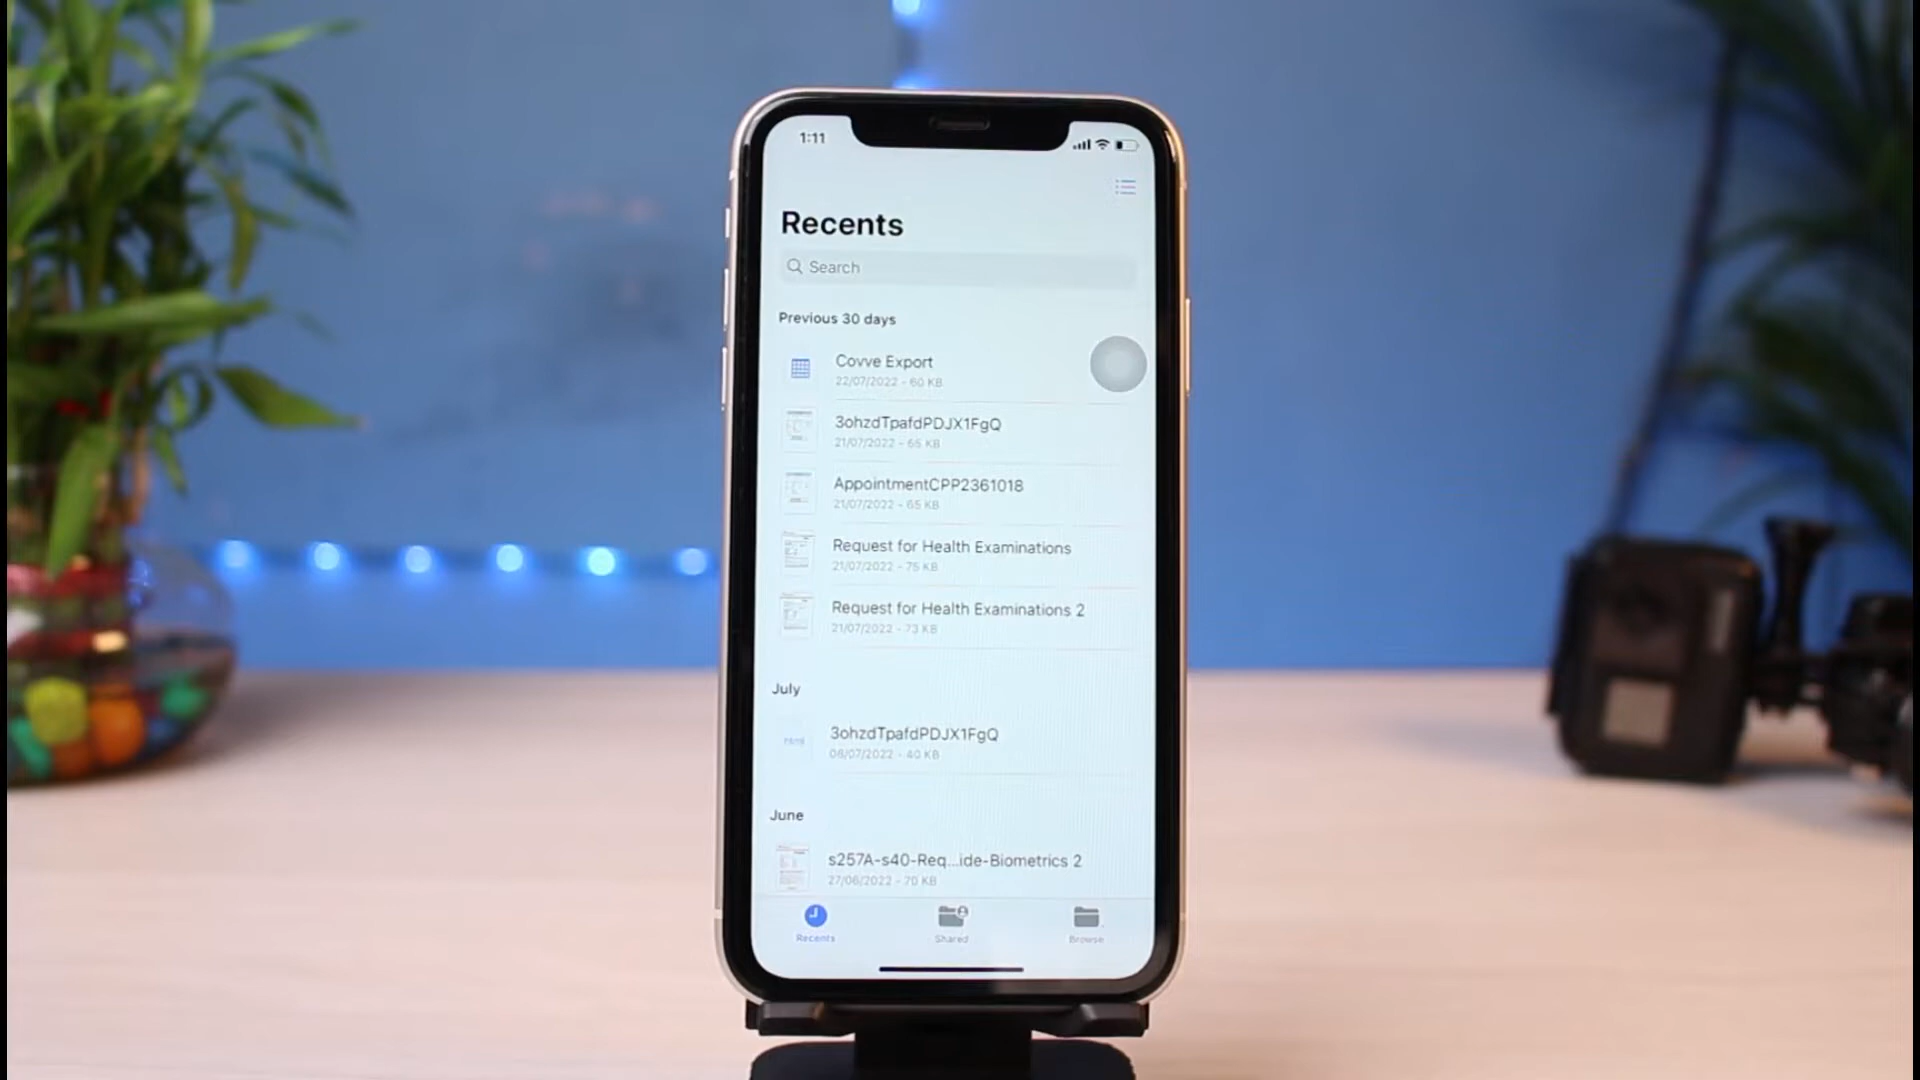 1:11
Recents
Search
Previous 30 days
Covve Export
22/07/2022 - 60 KB
3ohzdTpafdPDJX1FgQ
21/07/2022 - 65 KB
AppointmentCPP2361018
21/07/2022 - 65 KB
Request for Health Examinations
21/07/2022 - 75 KB
Request for Health Examinations 2
21/07/2022 - 73 KB
July
html
3ohzdTpafdPDJX1FgQ
06/07/2022 - 40 KB
June
s257A-s40-Req...ide-Biometrics 2
27/06/2022 - 70 KB
Recents
Shared
Browse